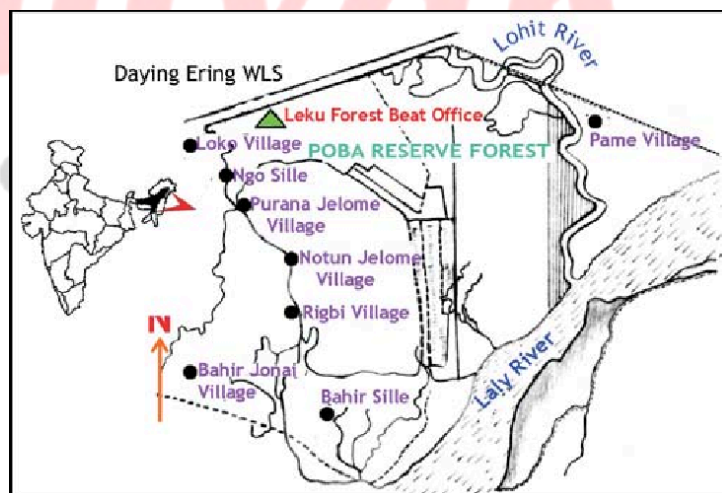 Lohit River
Daying Ering WLS
Leku Forest Beat Office
Pame Village
Loko Village
POBA RESERVE FOREST
Ngo Sille
Purana Jelome
Village
Notun Jelome
Village
Rigbi Village
N
Laly River
Bahir Jonai
Village
Bahir Sille